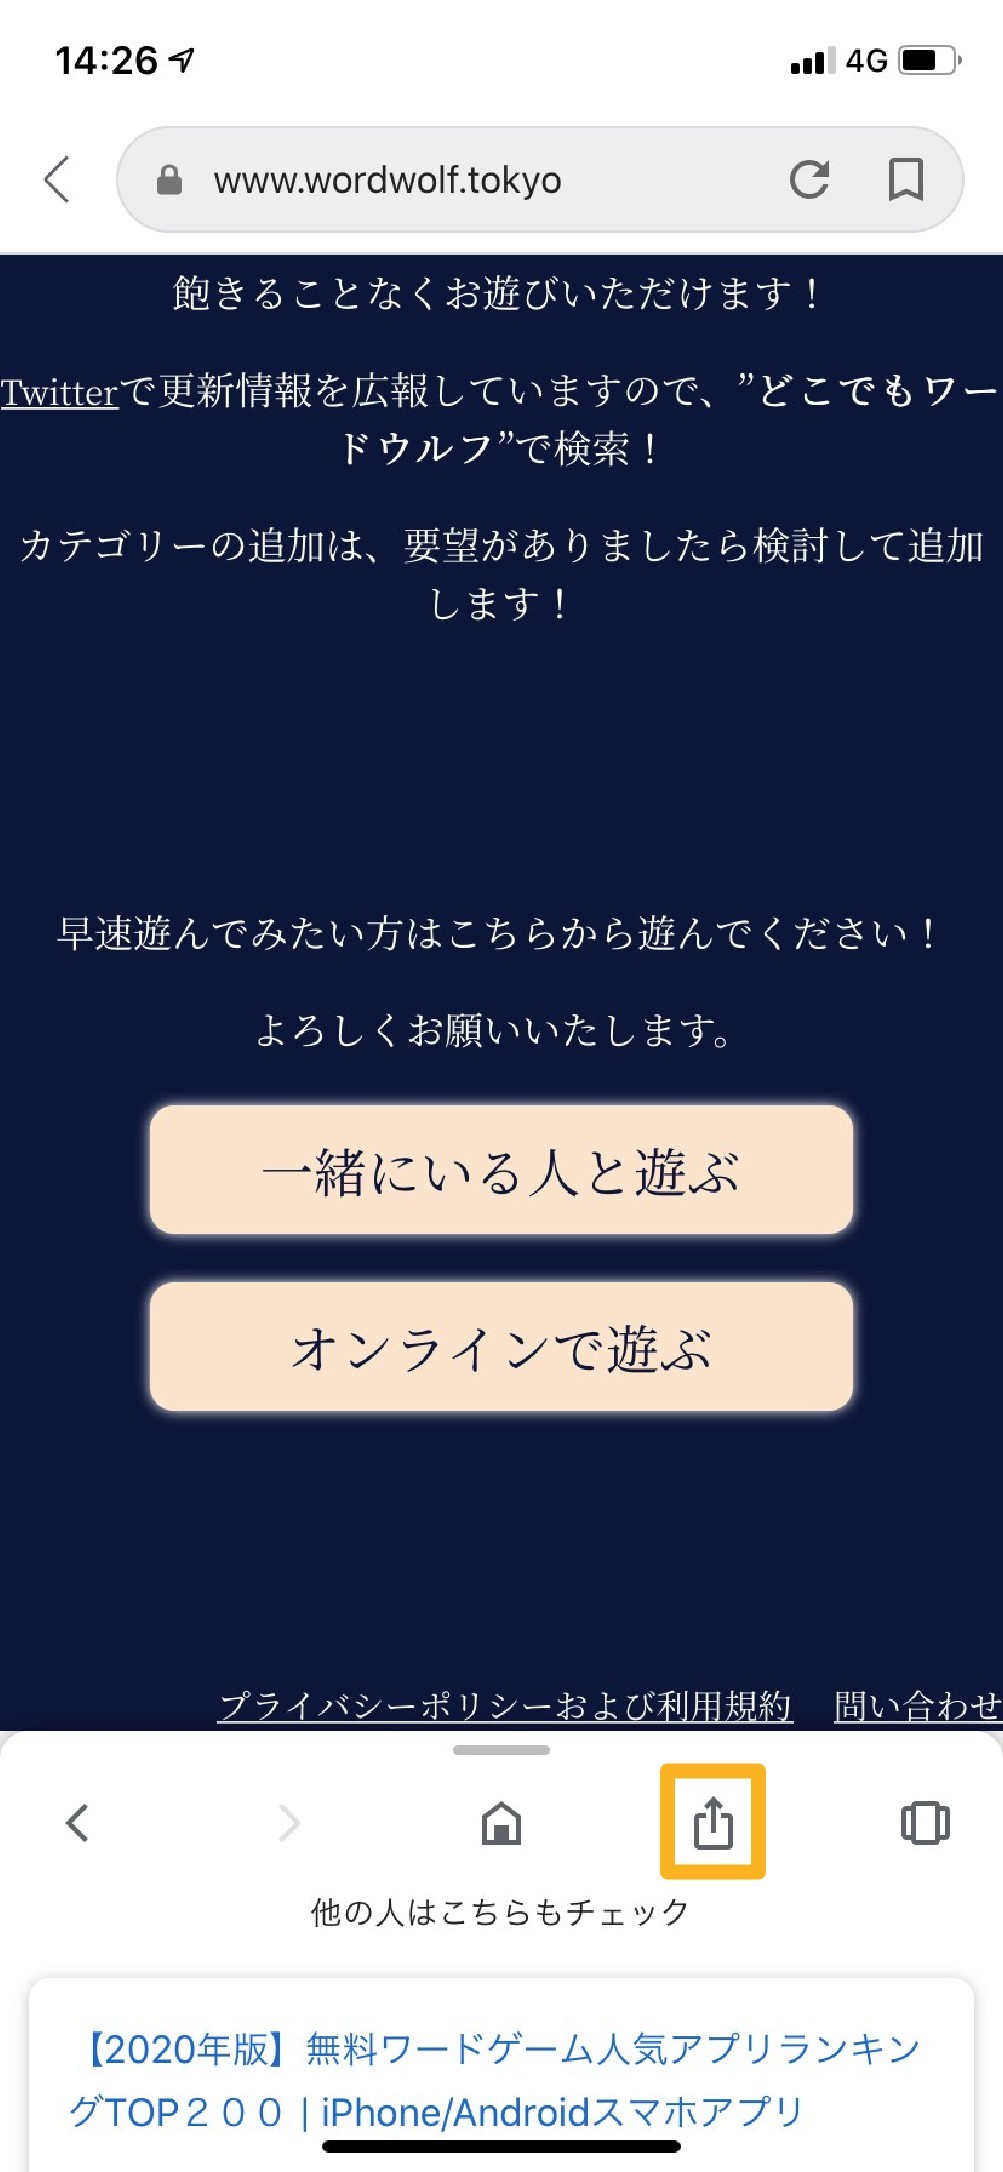 14:26
4G
www.wordwolf.tokyo
飽きることなくお遊びいただけます！
Twitterで更新情報を広報していますので、”どこでもワー
ドウルフ”で検索！
カテゴリーの追加は、要望がありましたら検討して追加
します！
早速遊んでみたい方はこちらから遊んでください！
よろしくお願いいたします。
一緒にいる人と遊ぶ
オンラインで遊ぶ
プライバシーポリシーおよび利用規約 問い合わせ
他の人はこちらもチェック
【2020年版】無料ワードゲーム人気アプリランキン
グTOP２００ | iPhone/Androidスマホアプリ